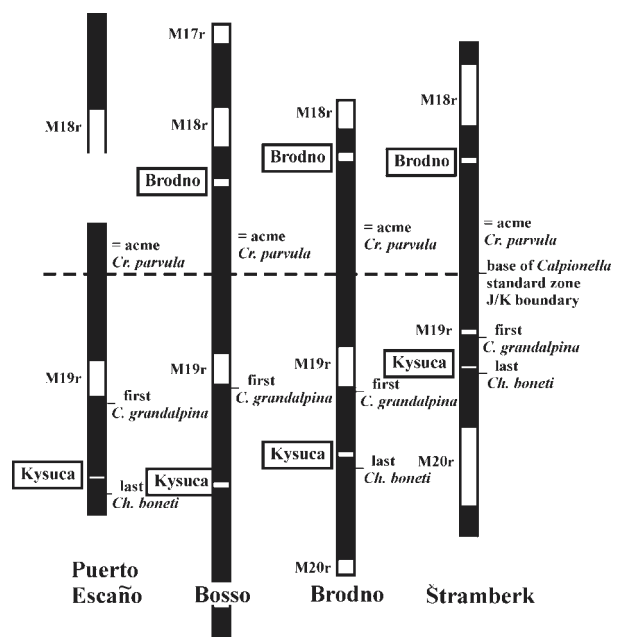 M18r
= acme
Cr. parvula
M19r
first
C. grandalpina
Kysuca
last
Ch. boneti
Puerto
Escaño
M17r
M18r
Brodno
= acme
Cr. parvula
M19r
first
C. grandalpina
Kysuca
Bosso
M18r
Brodno
= acme
Cr. parvula
M19r
first
C. grandalpina
Kysuca
last
Ch. boneti
M20r
Brodno
M18r
Brodno
= acme
Cr. parvula
base of Calpionella
standard zone
J/K boundary
M19r
first
C. grandalpina
Kysuca
last
Ch. boneti
M20r
Štramberk